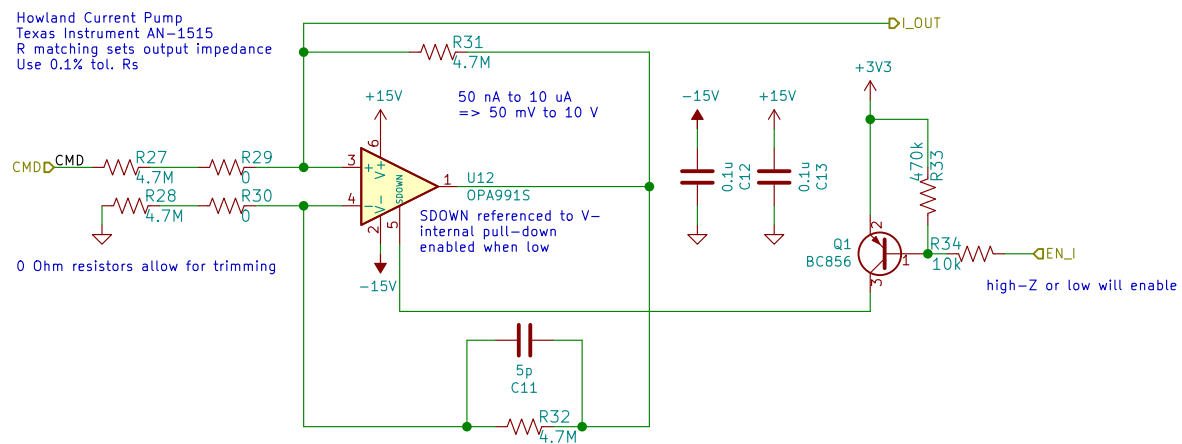 Howland Current Pump
Texas Instrument AN-1515
R matching sets output impedance
Use 0.1% tol. Rs
I_OUT
R31
4.7M
+3V3
50 nA to 10 uA
=> 50 mV to 10 V
+15V
-15V
+15V
6
CMD
CMD
R27
4.7M
R29
0
3
+
V+
SDOWN
1
U12
OPA991S
R28
4.7M
R30
0
4
-
V-
2
5
-15V
0.1u
C12
0.1u
C13
470k
R33
SDOWN referenced to V-
internal pull-down
enabled when low
0 Ohm resistors allow for trimming
Q1
BC856
2
1
3
R34
10k
EN_I
high-Z or low will enable
5p
C11
R32
4.7M